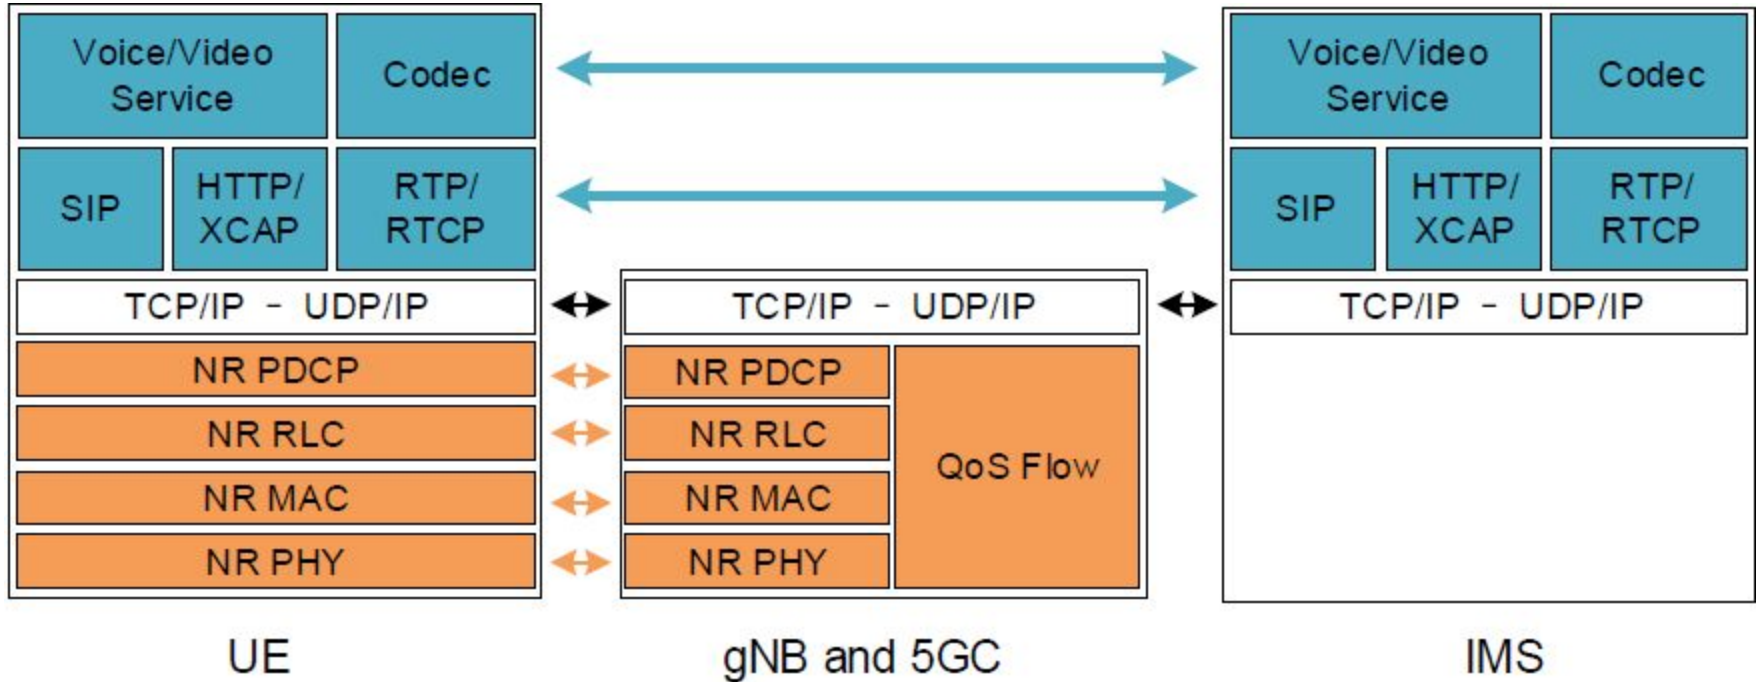 Voice/Video
Service
Codec
SIP
HTTP/
XCAP
RTP/
RTCP
TCP/IP - UDP/IP
NR PDCP
NR RLC
NR MAC
NR PHY
UE
TCP/IP - UDP/IP
NR PDCP
NR RLC
NR MAC
NR PHY
QoS Flow
gNB and 5GC
Voice/Video
Service
Codec
SIP
HTTP/
XCAP
RTP/
RTCP
TCP/IP - UDP/IP
IMS